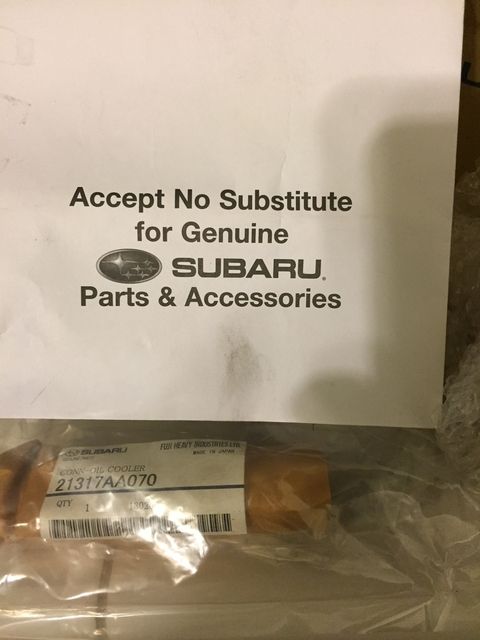 Accept No Substitute
for Genuine
SUBARU.
Parts & Accessories
SUBARU
FUJI HEAVY INDUSTRIES LTD.
MADE IN JAPAN
CONN-OIL COOLER
21317AA070
QTY 1